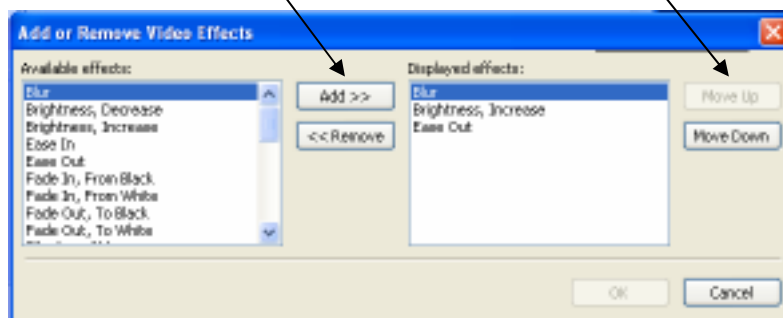 Add or Remove Video Effects
Available effects:
Blur
Brightness, Decrease
Brightness, Increase
Ease In
Ease Out
Fade In, From Black
Fade In, From White
Fade Out, To Black
Fade Out, To White
Add >>
<< Remove
Displayed effects:
Blur
Brightness, Increase
Ease Out
Move Up
Move Down
OK
Cancel